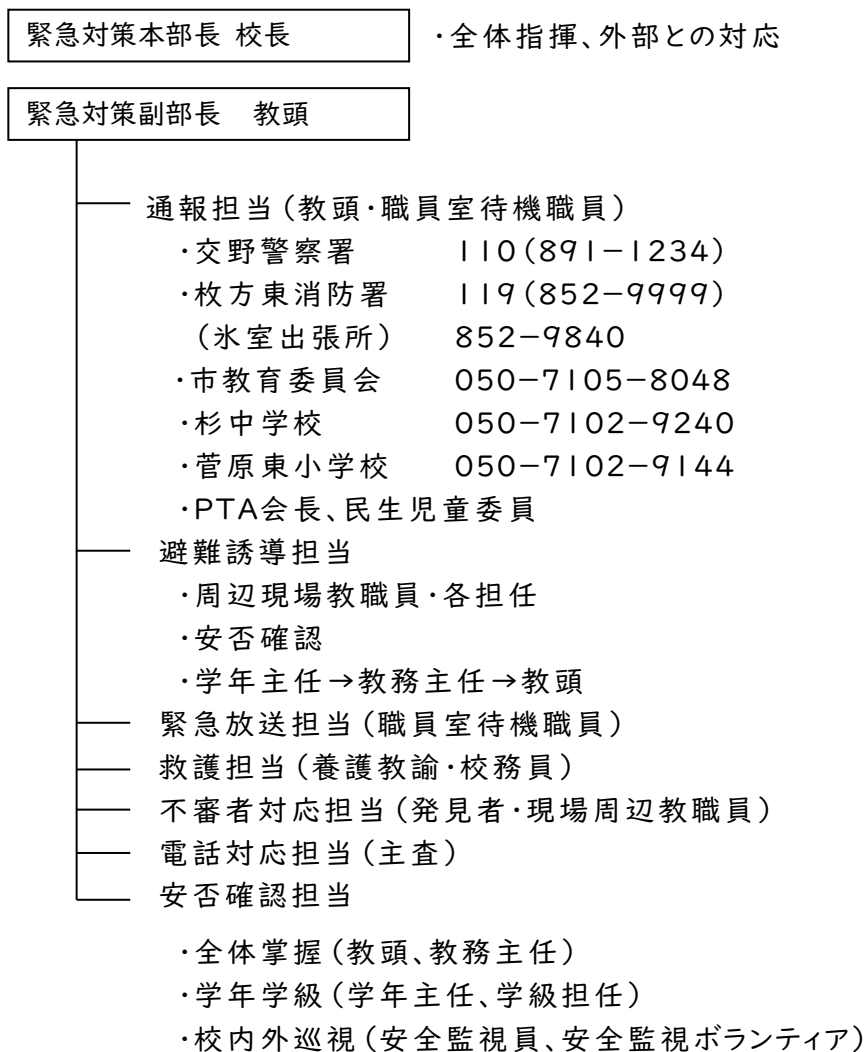 緊急対策本部長 校長
・全体指揮、外部との対応
緊急対策副部長 教頭
通報担当(教頭・職員室待機職員)
・交野警察署 110(891-1234)
・枚方東消防署 119(852-9999)
(氷室出張所) 852-9840
・市教育委員会 050-7105-8048
・杉中学校 050-7102-9240
・菅原東小学校 050-7102-9144
・PTA会長、民生児童委員
避難誘導担当
・周辺現場教職員・各担任
・安否確認
・学年主任→教務主任→教頭
緊急放送担当(職員室待機職員)
救護担当(養護教諭・校務員)
不審者対応担当(発見者・現場周辺教職員)
電話対応担当(主査)
安否確認担当
・全体掌握(教頭、教務主任)
・学年学級(学年主任、学級担任)
・校内外巡視(安全監視員、安全監視ボランティア)